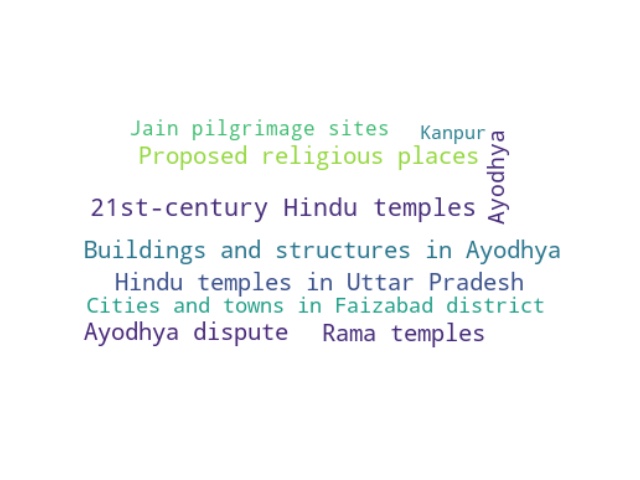 Jain pilgrimage sites
Kanpur
Proposed religious places
Ayodhya
21st-century Hindu temples
Buildings and structures in Ayodhya
Hindu temples in Uttar Pradesh
Cities and towns in Faizabad district
Ayodhya dispute
Rama temples